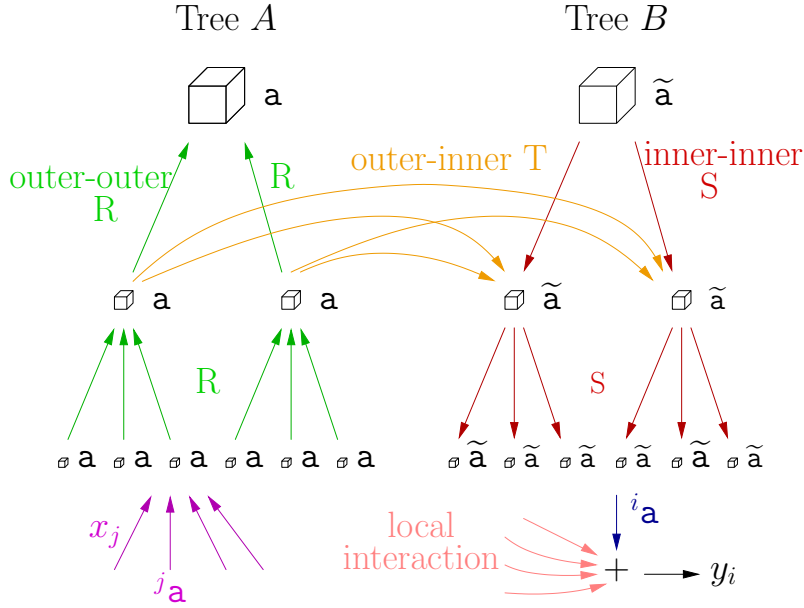 Tree A
Tree B
a
ã
outer-outer
R
R
outer-inner T
inner-inner
S
a
a
ã
ã
R
S
a
a
a
a
a
a
ã
ã
ã
ã
ã
ã
x_j
^j a
local
interaction
^i a
+
y_i